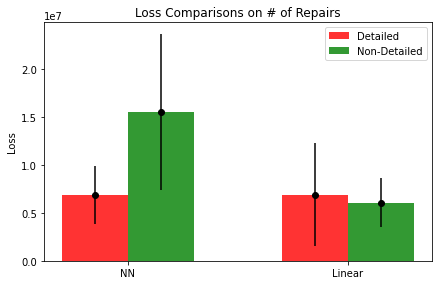 Loss Comparisons on # of Repairs
1e7
Detailed
Non-Detailed
2.0
1.5
1.0
0.5
0.0
Loss
NN
Linear